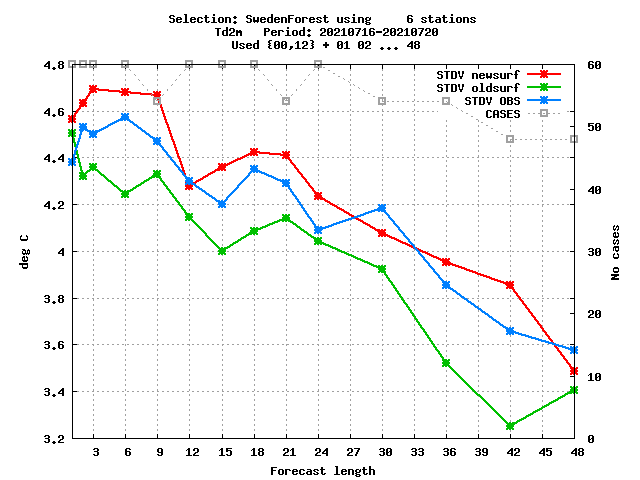 Selection: SwedenForest using     6 stations
Td2m   Period: 20210716-20210720
Used {00,12} + 01 02 ... 48
STDV newsurf
STDV oldsurf
STDV OBS
CASES
4.8
4.6
4.4
4.2
4
3.8
3.6
3.4
3.2
deg C
60
50
40
30
20
10
0
No cases
3 6 9 12 15 18 21 24 27 30 33 36 39 42 45 48
Forecast length